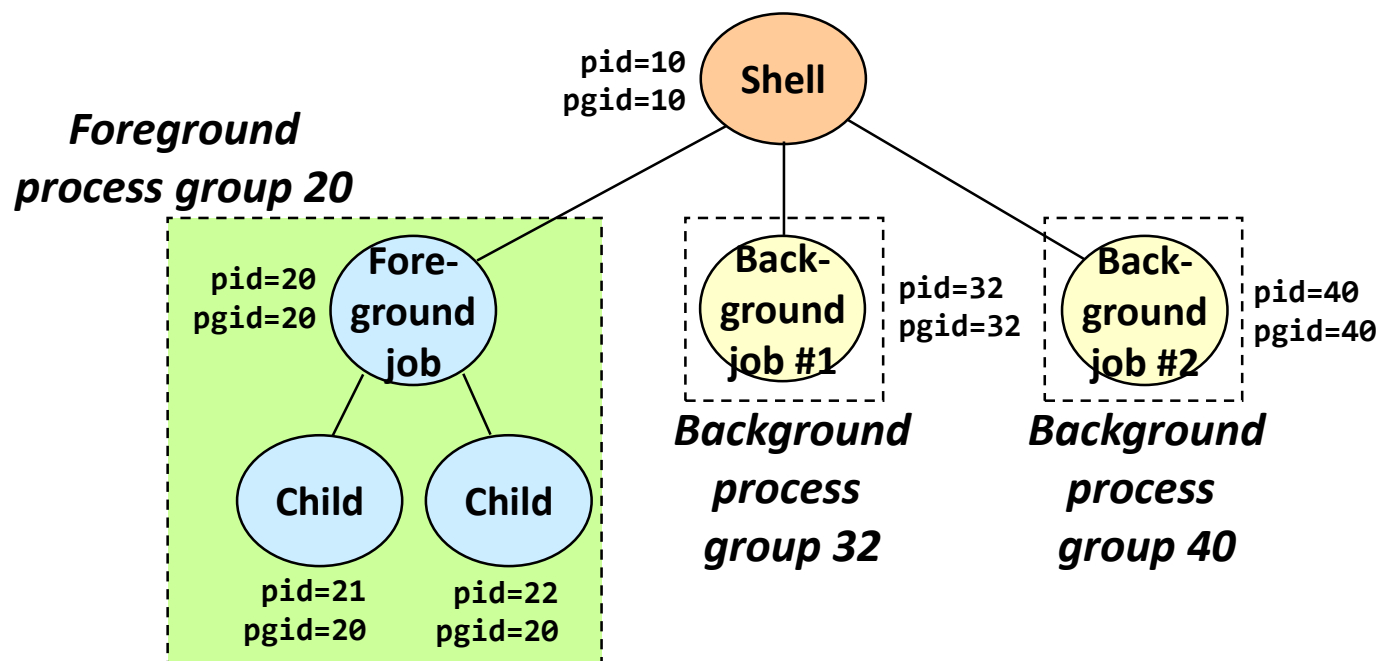 pid=10
pgid=10
Shell
Foreground
process group 20
pid=20
pgid=20
Fore-
ground
job
Back-
ground
job #1
pid=32
pgid=32
Back-
ground
job #2
pid=40
pgid=40
Child
Child
pid=21
pgid=20
pid=22
pgid=20
Background
process
group 32
Background
process
group 40